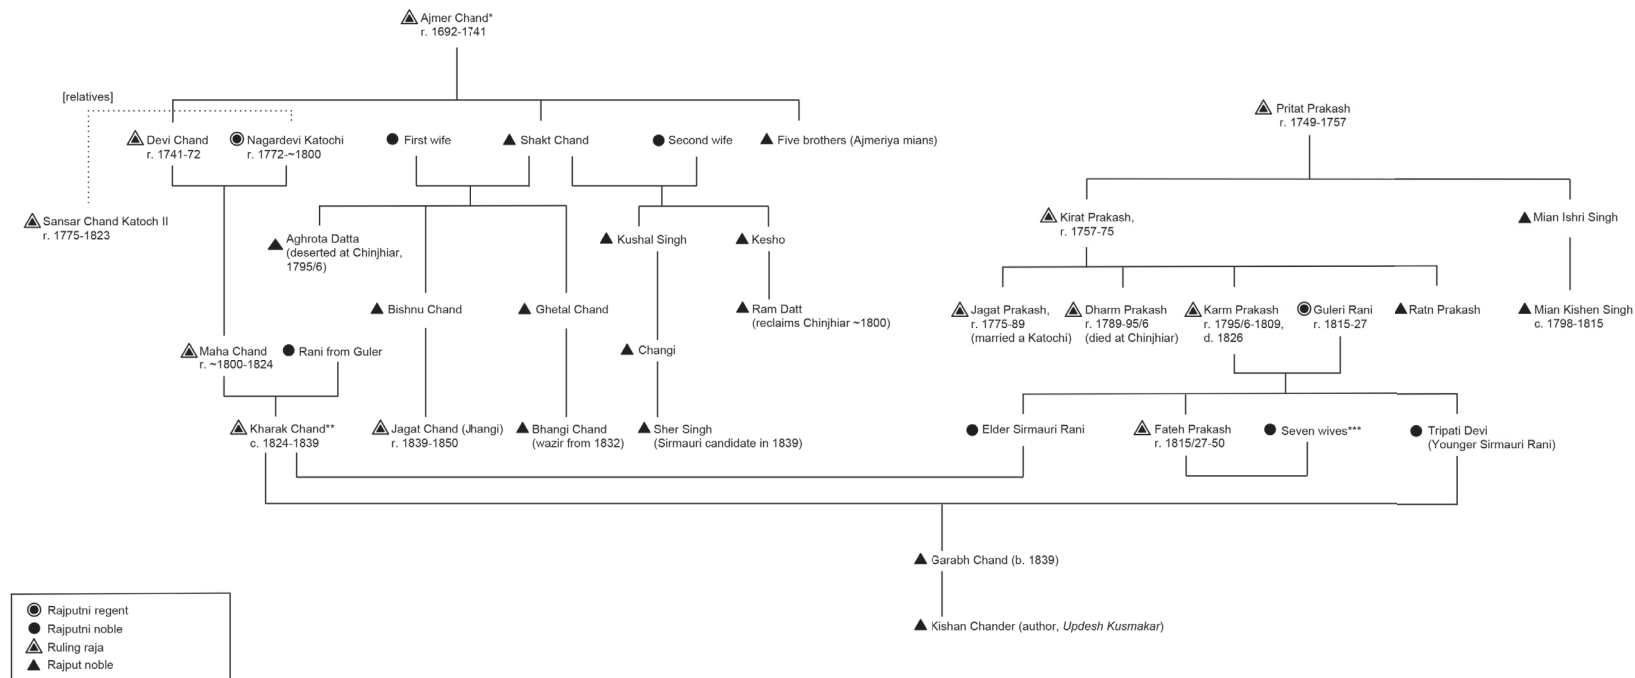 Ajmer Chand*
r. 1692-1741
[relatives]
Pritat Prakash
r. 1749-1757
Devi Chand
r. 1741-72
Nagardevi Katochi
r. 1772-~1800
First wife
Shakt Chand
Second wife
Five brothers (Ajmeriya mians)
Sansar Chand Katoch II
r. 1775-1823
Kirat Prakash,
r. 1757-75
Mian Ishri Singh
Aghrota Datta
(deserted at Chinjhiar,
1795/6)
Kushal Singh
Kesho
Bishnu Chand
Ghetal Chand
Ram Datt
(reclaims Chinjhiar ~1800)
Jagat Prakash,
r. 1775-89
(married a Katochi)
Dharm Prakash
r. 1789-95/6
(died at Chinjhiar)
Karm Prakash
r. 1795/6-1809,
d. 1826
Guleri Rani
r. 1815-27
Ratn Prakash
Mian Kishen Singh
c. 1798-1815
Maha Chand
r. ~1800-1824
Rani from Guler
Changi
Kharak Chand**
c. 1824-1839
Jagat Chand (Jhangi)
r. 1839-1850
Bhangi Chand
(wazir from 1832)
Sher Singh
(Sirmauri candidate in 1839)
Elder Sirmauri Rani
Fateh Prakash
r. 1815/27-50
Seven wives***
Tripati Devi
(Younger Sirmauri Rani)
Garabh Chand (b. 1839)
Kishan Chander (author, Updesh Kusmakar)
Rajputni regent
Rajputni noble
Ruling raja
Rajput noble